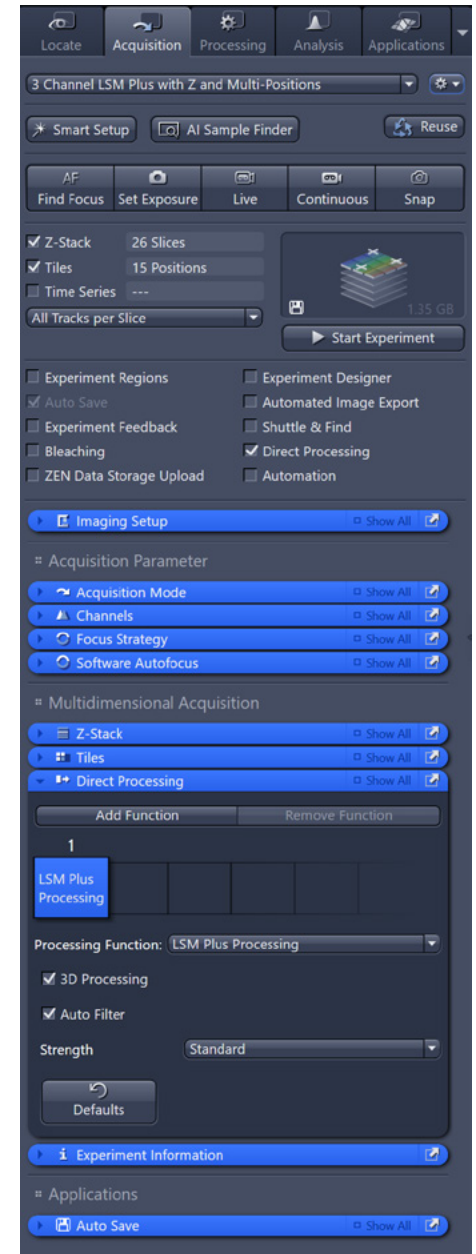 Locate Acquisition Processing Analysis Applications
3 Channel LSM Plus with Z and Multi-Positions
Smart Setup AI Sample Finder Reuse
AF
Find Focus Set Exposure Live Continuous Snap
Z-Stack 26 Slices
Tiles 15 Positions
Time Series ---
1.35 GB
All Tracks per Slice
Start Experiment
Experiment Regions Experiment Designer
Auto Save Automated Image Export
Experiment Feedback Shuttle & Find
Bleaching Direct Processing
ZEN Data Storage Upload Automation
Imaging Setup Show All
Acquisition Parameter
Acquisition Mode Show All
Channels Show All
Focus Strategy Show All
Software Autofocus Show All
Multidimensional Acquisition
Z-Stack Show All
Tiles Show All
Direct Processing Show All
Add Function Remove Function
1
LSM Plus
Processing
Processing Function: LSM Plus Processing
3D Processing
Auto Filter
Strength Standard
Defaults
Experiment Information
Applications
Auto Save Show All